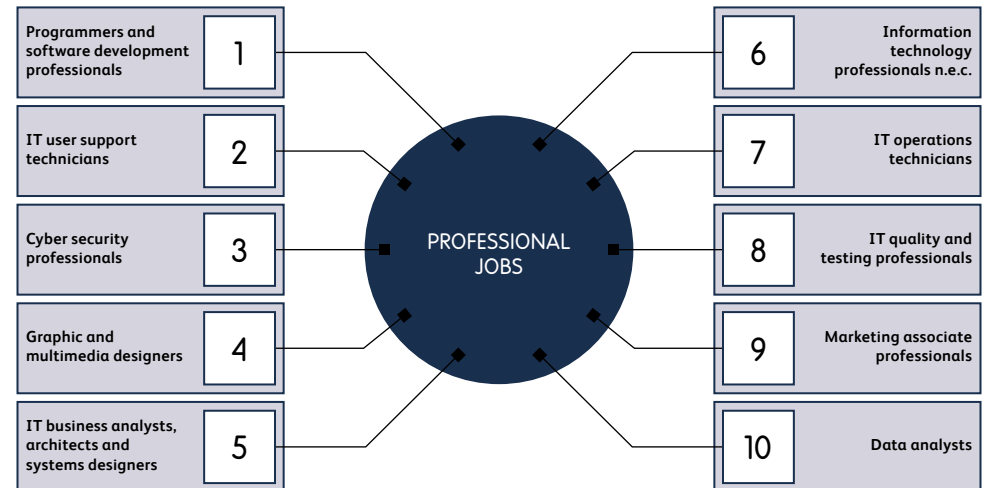 Programmers and
software development
professionals
1
IT user support
technicians
2
Cyber security
professionals
3
Graphic and
multimedia designers
4
IT business analysts,
architects and
systems designers
5
PROFESSIONAL
JOBS
6
Information
technology
professionals n.e.c.
7
IT operations
technicians
8
IT quality and
testing professionals
9
Marketing associate
professionals
10
Data analysts